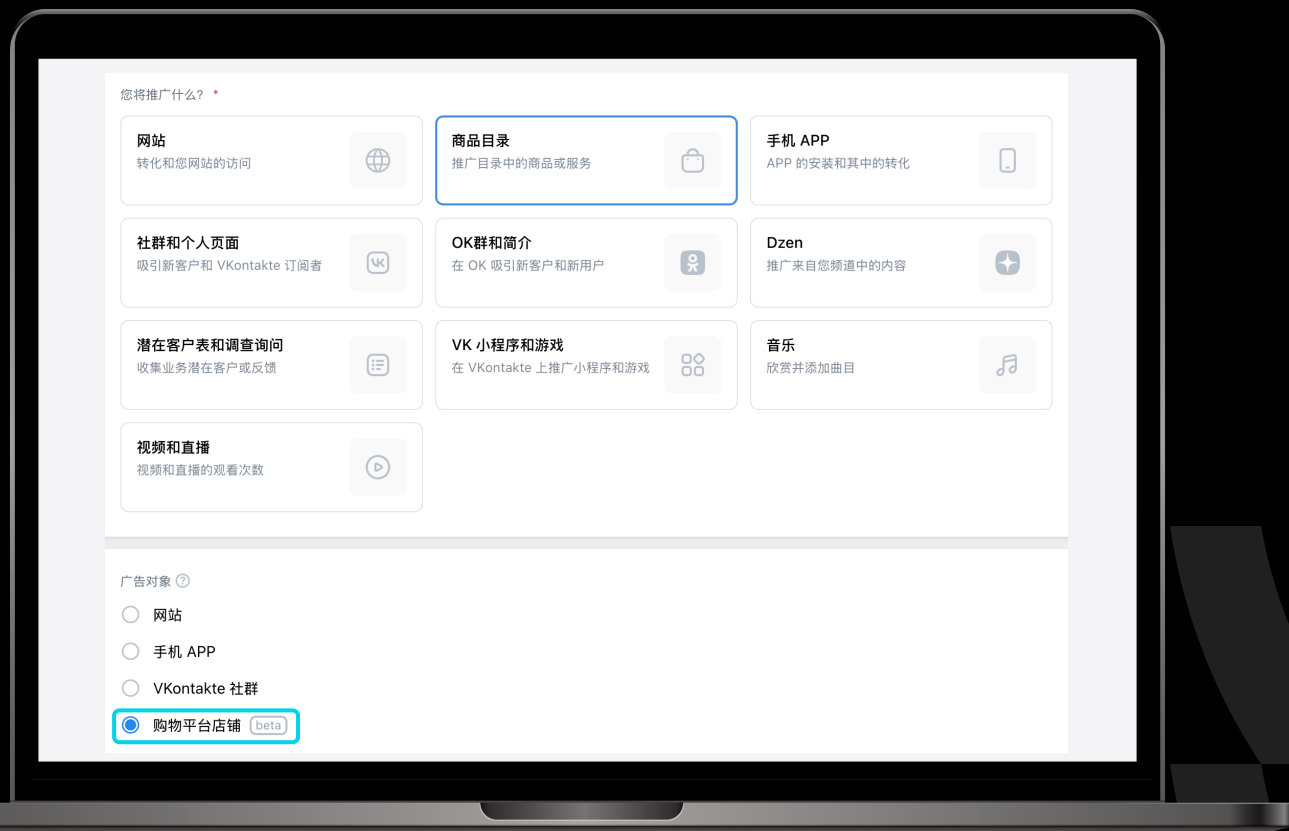 您将推广什么? *
网站
转化和您网站的访问
商品目录
推广目录中的商品或服务
手机 APP
APP 的安装和其中的转化
社群和个人页面
吸引新客户和 VKontakte 订阅者
OK群和简介
在 OK 吸引新客户和新用户
Dzen
推广来自您频道中的内容
潜在客户表和调查询问
收集业务潜在客户或反馈
VK 小程序和游戏
在 VKontakte 上推广小程序和游戏
音乐
欣赏并添加曲目
视频和直播
视频和直播的观看次数
广告对象 ?
网站
手机 APP
VKontakte 社群
购物平台店铺 beta